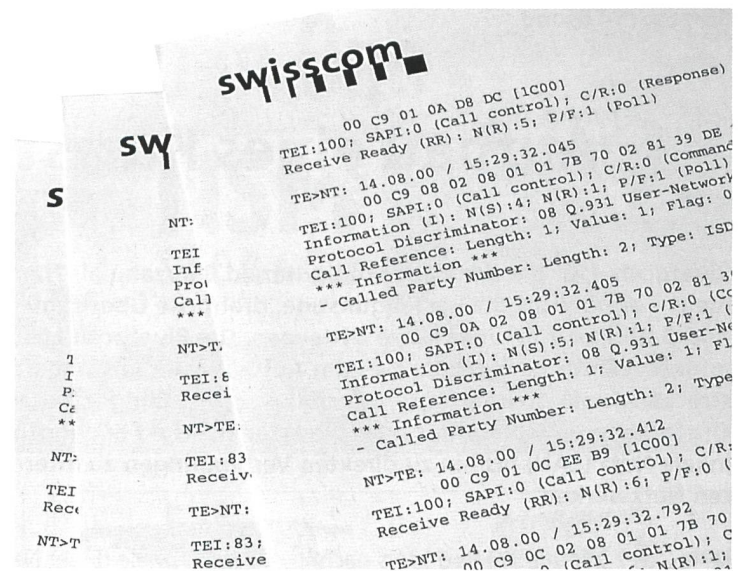 swisscom
00 C9 01 0A D8 DC [1C00]
TEI:100; SAPI:0 (Call control); C/R:0 (Response)
Receive Ready (RR): N(R):5; P/F:1 (Poll)
TE>NT: 14.08.00 / 15:29:32.045
00 C9 08 02 08 01 01 7B 70 02 81 39 DE
TEI:100; SAPI:0 (Call control); C/R:0 (Command
Information (I): N(S):4; N(R):1; P/F:1 (Poll)
Protocol Discriminator: 08 Q.931 User-Network
Call Reference: Length: 1; Value: 1; Flag: 0
*** Information ***
- Called Party Number: Length: 2; Type: ISD
TE>NT: 14.08.00 / 15:29:32.405
00 C9 0A 02 08 01 01 7B 70 02 81 3
TEI:100; SAPI:0 (Call control); C/R:0 (Co
Information (I): N(S):5; N(R):1; P/F:1 (
Protocol Discriminator: 08 Q.931 User-Ne
Call Reference: Length: 1; Value: 1; Fl
*** Information ***
- Called Party Number: Length: 2; Type
NT>TE: 14.08.00 / 15:29:32.412
00 C9 01 0C EE B9 [1C00]
TEI:100; SAPI:0 (Call control); C/R:
Receive Ready (RR): N(R):6; P/F:0 (
TE>NT: 14.08.00 / 15:29:32.792
00 C9 0C 02 08 01 01 7B 70
(Call control); C
N(R):1;
sw
NT:
TEI
Inf
Pro
Call
***
NT>T
TEI:8
Recei
NT>TE:
TEI:83
Receiv
TE>NT:
TEI:83;
Receive
s
T
I
P
Ca
**
NT:
TEI
Rec
NT>T